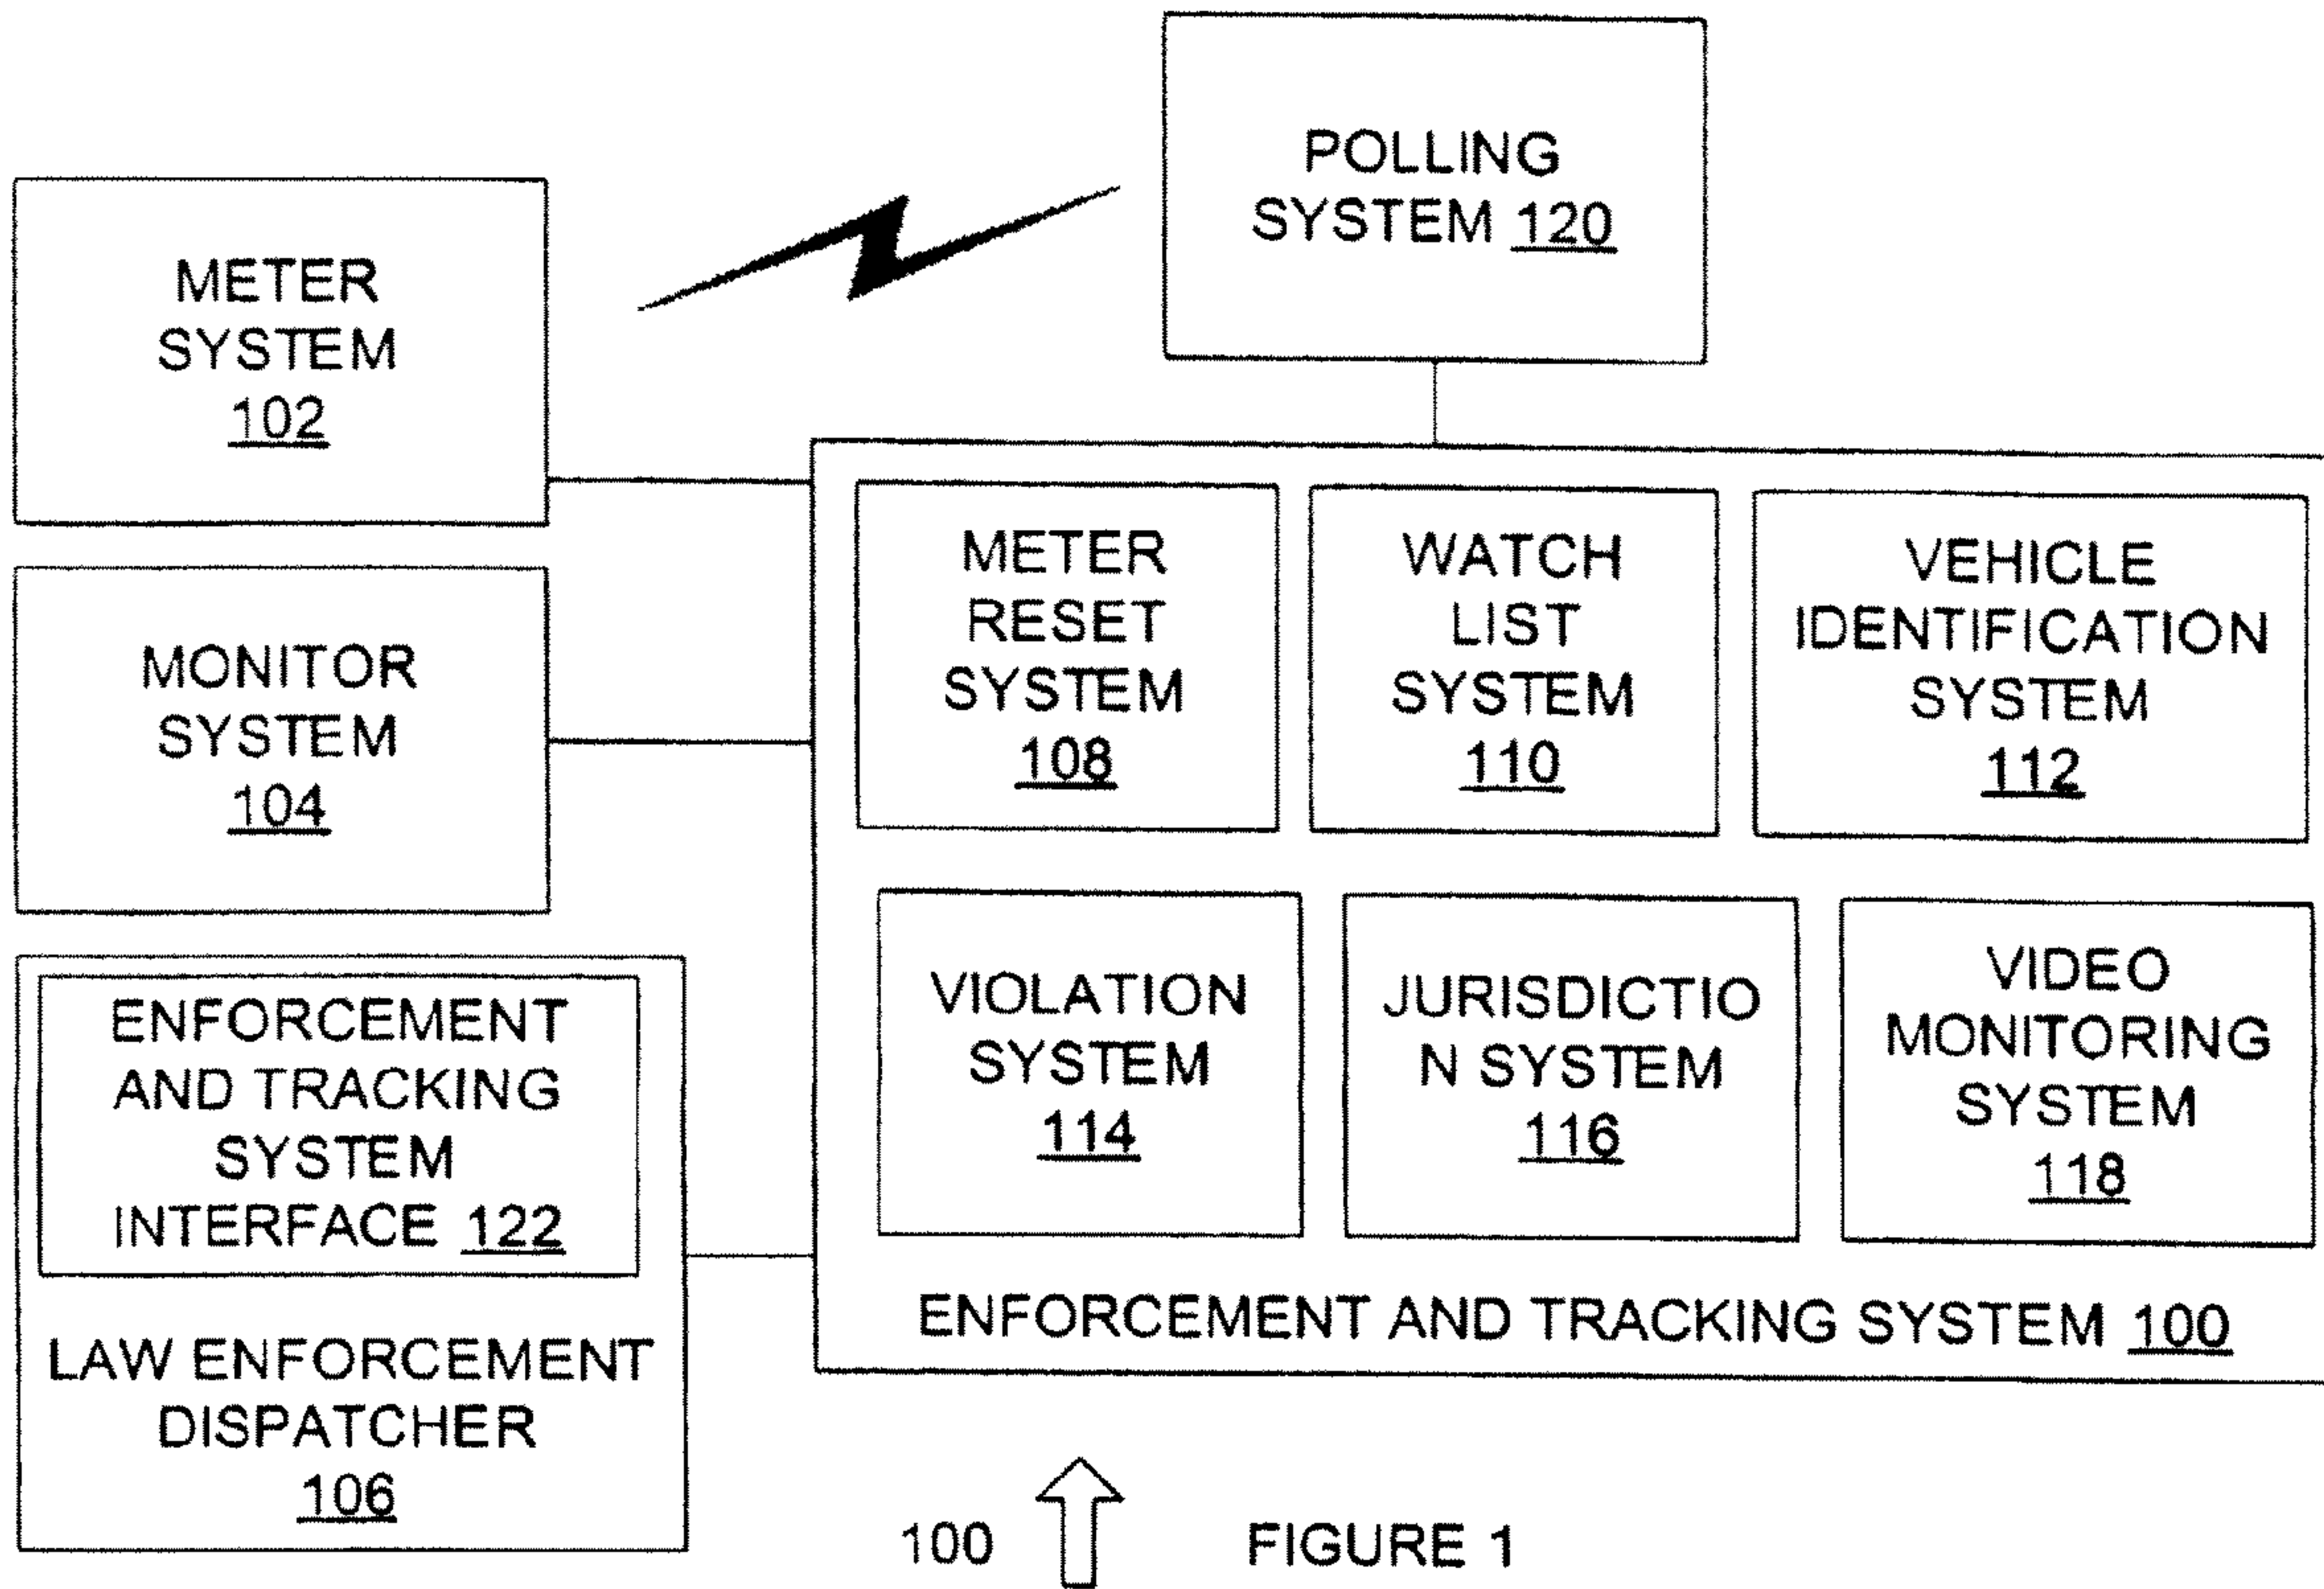 POLLING
SYSTEM 120
METER
SYSTEM
102
MONITOR
SYSTEM
104
ENFORCEMENT
AND TRACKING
SYSTEM
INTERFACE 122
LAW ENFORCEMENT
DISPATCHER
106
METER
RESET
SYSTEM
108
WATCH
LIST
SYSTEM
110
VEHICLE
IDENTIFICATION
SYSTEM
112
VIOLATION
SYSTEM
114
JURISDICTIO
N SYSTEM
116
VIDEO
MONITORING
SYSTEM
118
ENFORCEMENT AND TRACKING SYSTEM 100
100
FIGURE 1